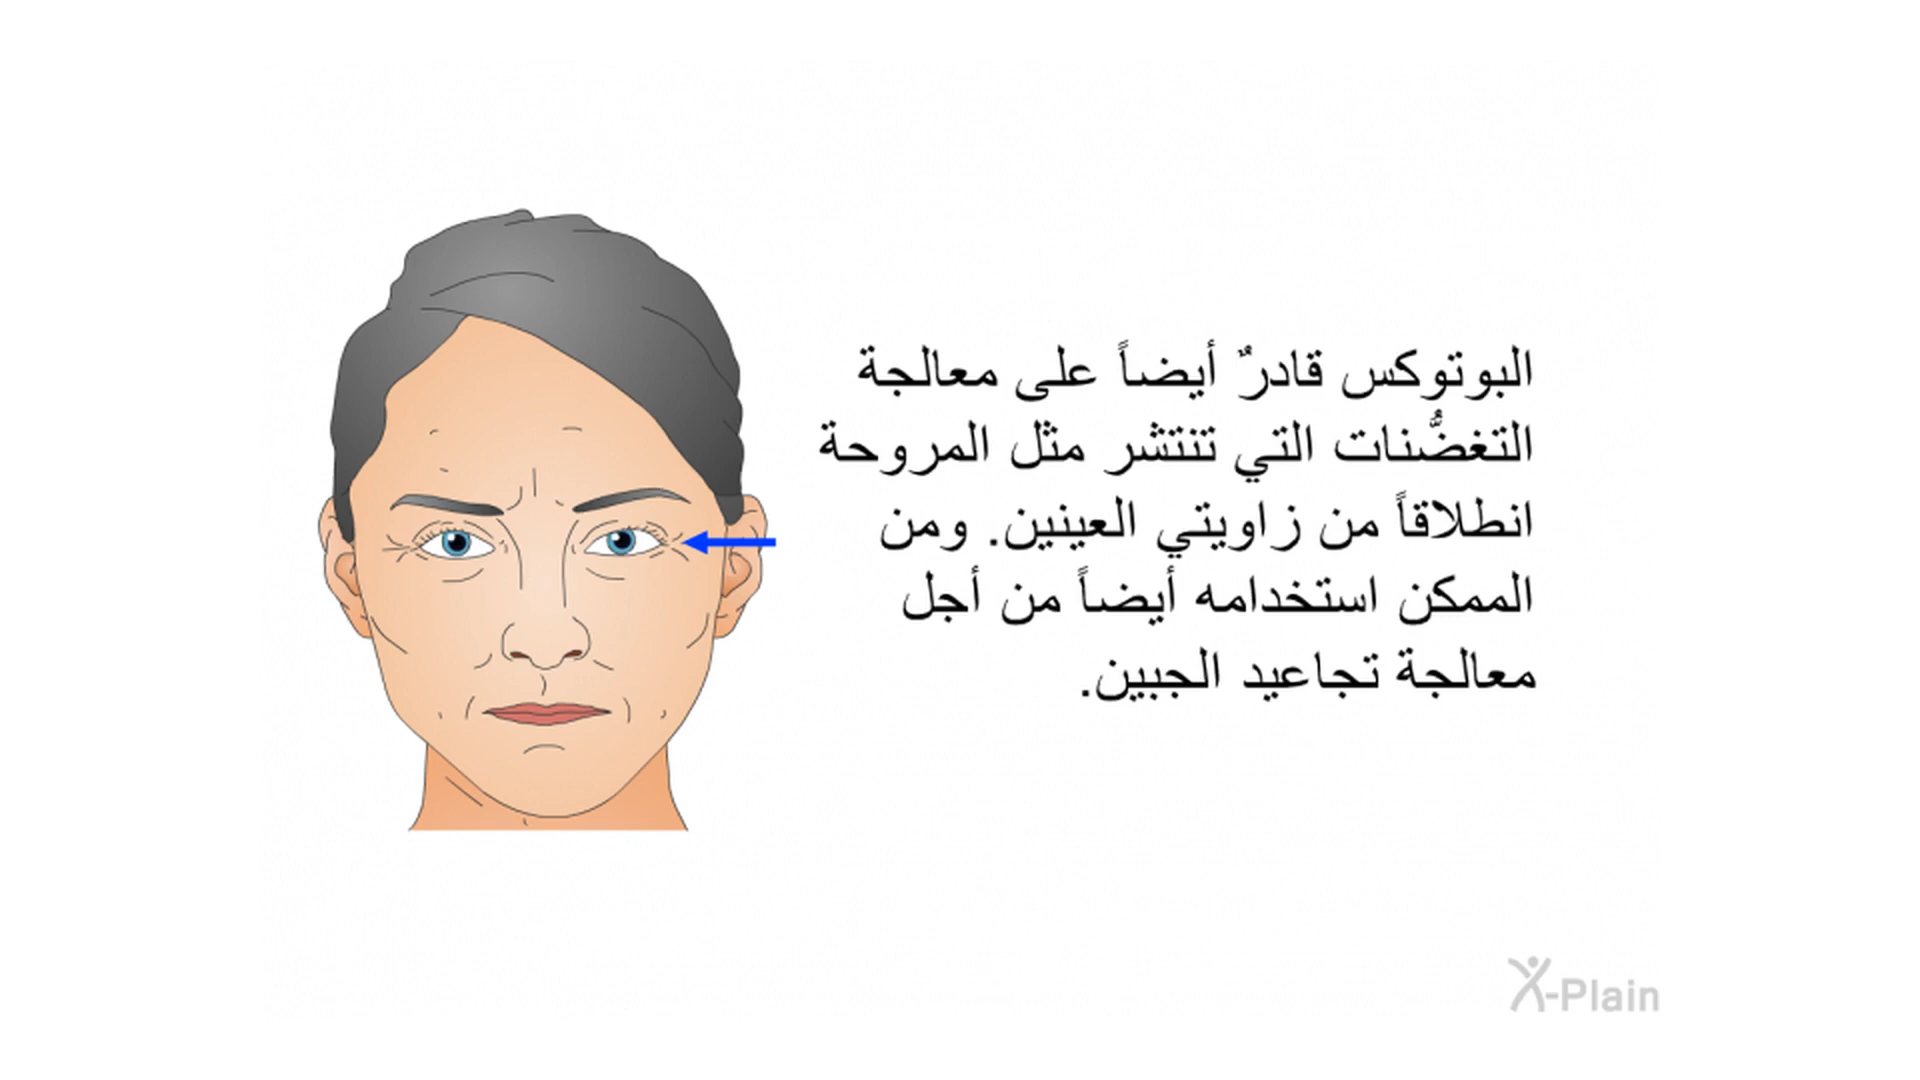 البوتوكس قادرٌ أيضاً على معالجة
التغضُّنات التي تنتشر مثل المروحة
انطلاقاً من زاويتي العينين. ومن
الممكن استخدامه أيضاً من أجل
معالجة تجاعيد الجبين.
X-Plain